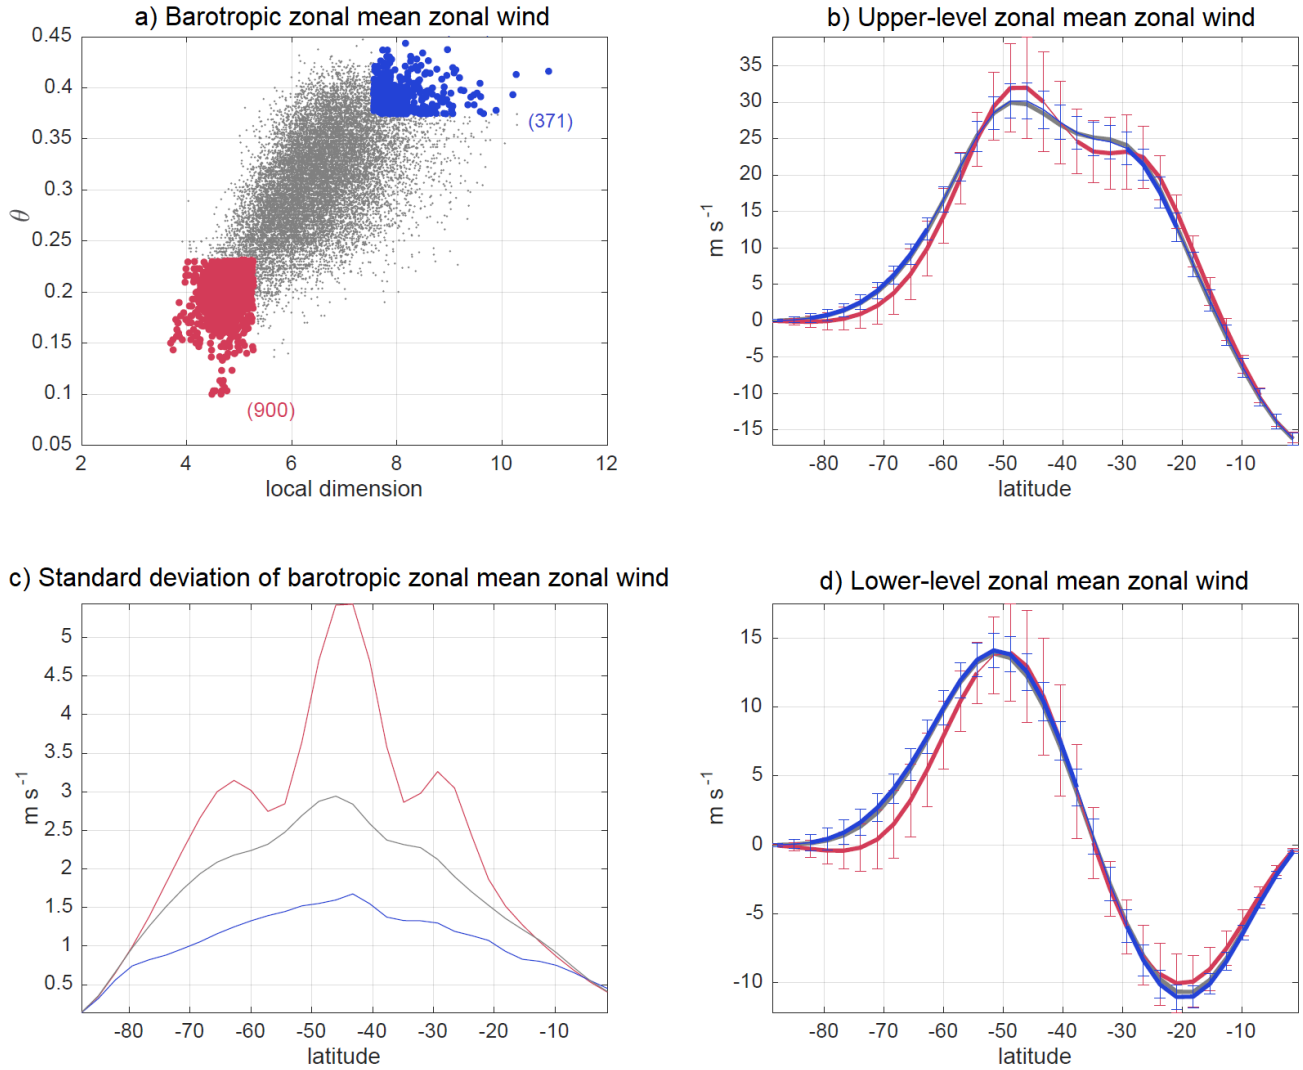 a) Barotropic zonal mean zonal wind
0.45
0.4
0.35
0.3
0.25
0.2
0.15
0.1
0.05
θ
(371)
(900)
2 4 6 8 10 12
local dimension
b) Upper-level zonal mean zonal wind
35
30
25
20
15
10
5
0
-5
-10
-15
m s⁻¹
-80 -70 -60 -50 -40 -30 -20 -10
latitude
c) Standard deviation of barotropic zonal mean zonal wind
5
4.5
4
3.5
3
2.5
2
1.5
1
0.5
m s⁻¹
-80 -70 -60 -50 -40 -30 -20 -10
latitude
d) Lower-level zonal mean zonal wind
15
10
5
0
-5
-10
m s⁻¹
-80 -70 -60 -50 -40 -30 -20 -10
latitude